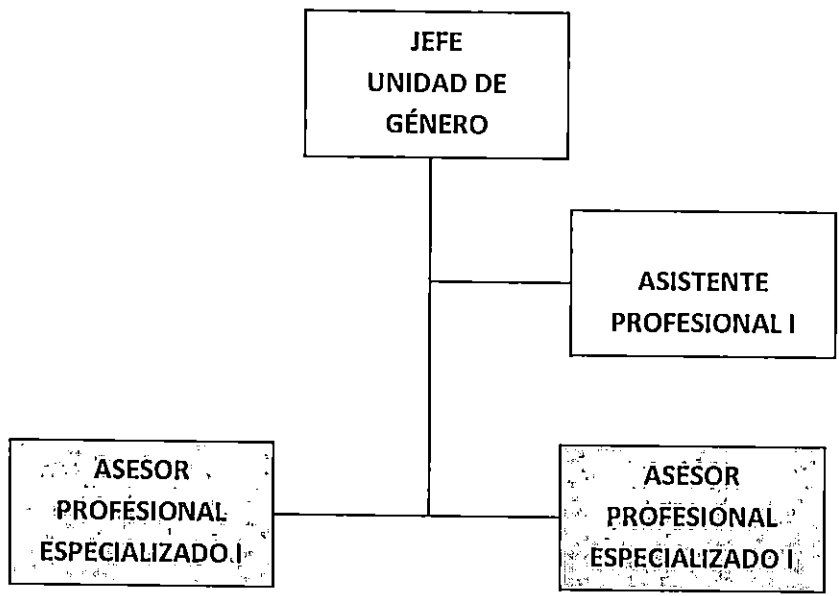 JEFE
UNIDAD DE
GÉNERO
ASISTENTE
PROFESIONAL I
ASESOR
PROFESIONAL
ESPECIALIZADO I
ASESOR
PROFESIONAL
ESPECIALIZADO I